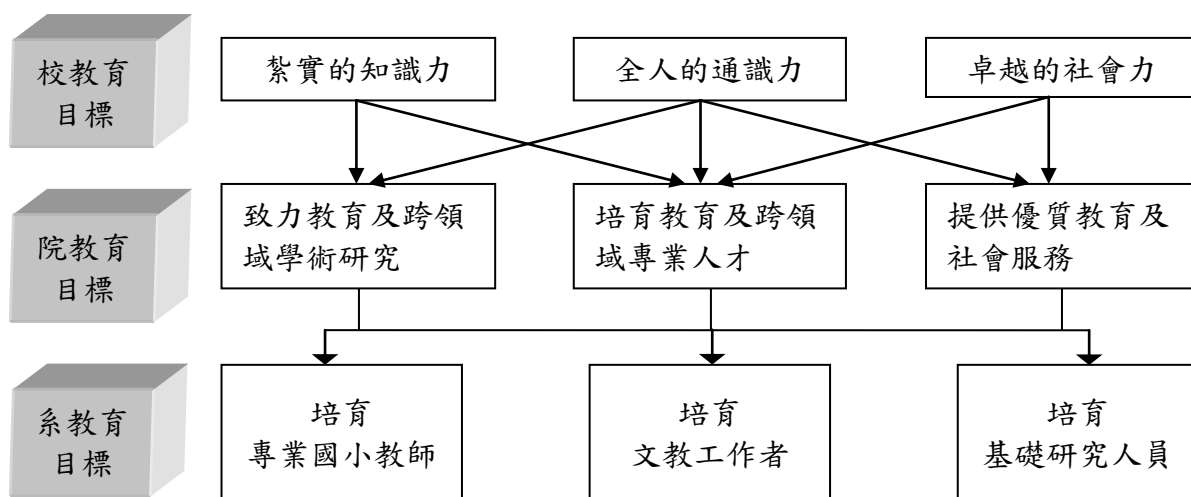 校教育
目標
紮實的知識力
全人的通識力
卓越的社會力
院教育
目標
致力教育及跨領
域學術研究
培育教育及跨領
域專業人才
提供優質教育及
社會服務
系教育
目標
培育
專業國小教師
培育
文教工作者
培育
基礎研究人員